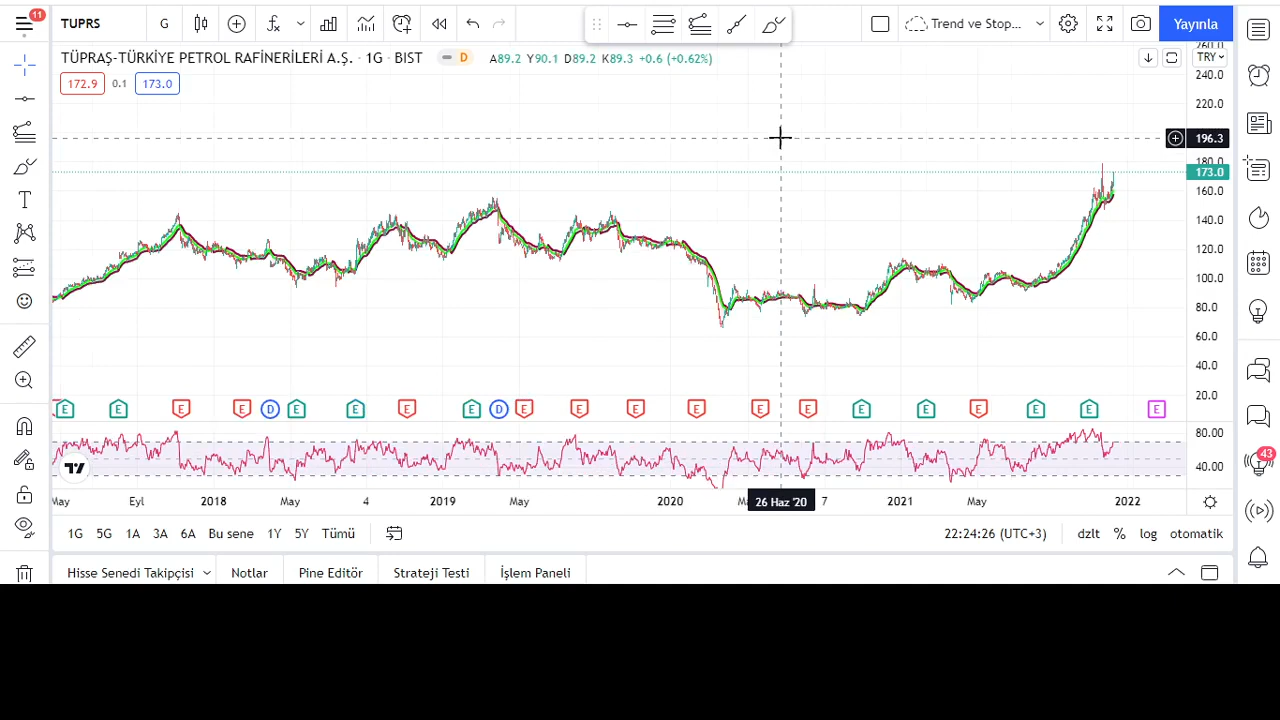 11
TUPRS G Trend ve Stop... Yayınla
TÜPRAŞ-TÜRKİYE PETROL RAFİNERİLERİ A.Ş. · 1G · BIST D A89.2 Y90.1 D89.2 K89.3 +0.6 (+0.62%) TRY
172.9 0.1 173.0
260.0
240.0
220.0
196.3
180.0
173.0
160.0
140.0
120.0
100.0
80.0
60.0
40.0
20.0
E E E E D E E E E D E E E E E E E E E E E E
80.00
40.00
43
May Eyl 2018 May 4 2019 May 2020 26 Haz '20 7 2021 May 2022
1G 5G 1A 3A 6A Bu sene 1Y 5Y Tümü 22:24:26 (UTC+3) dzlt % log otomatik
Hisse Senedi Takipçisi Notlar Pine Editör Strateji Testi İşlem Paneli